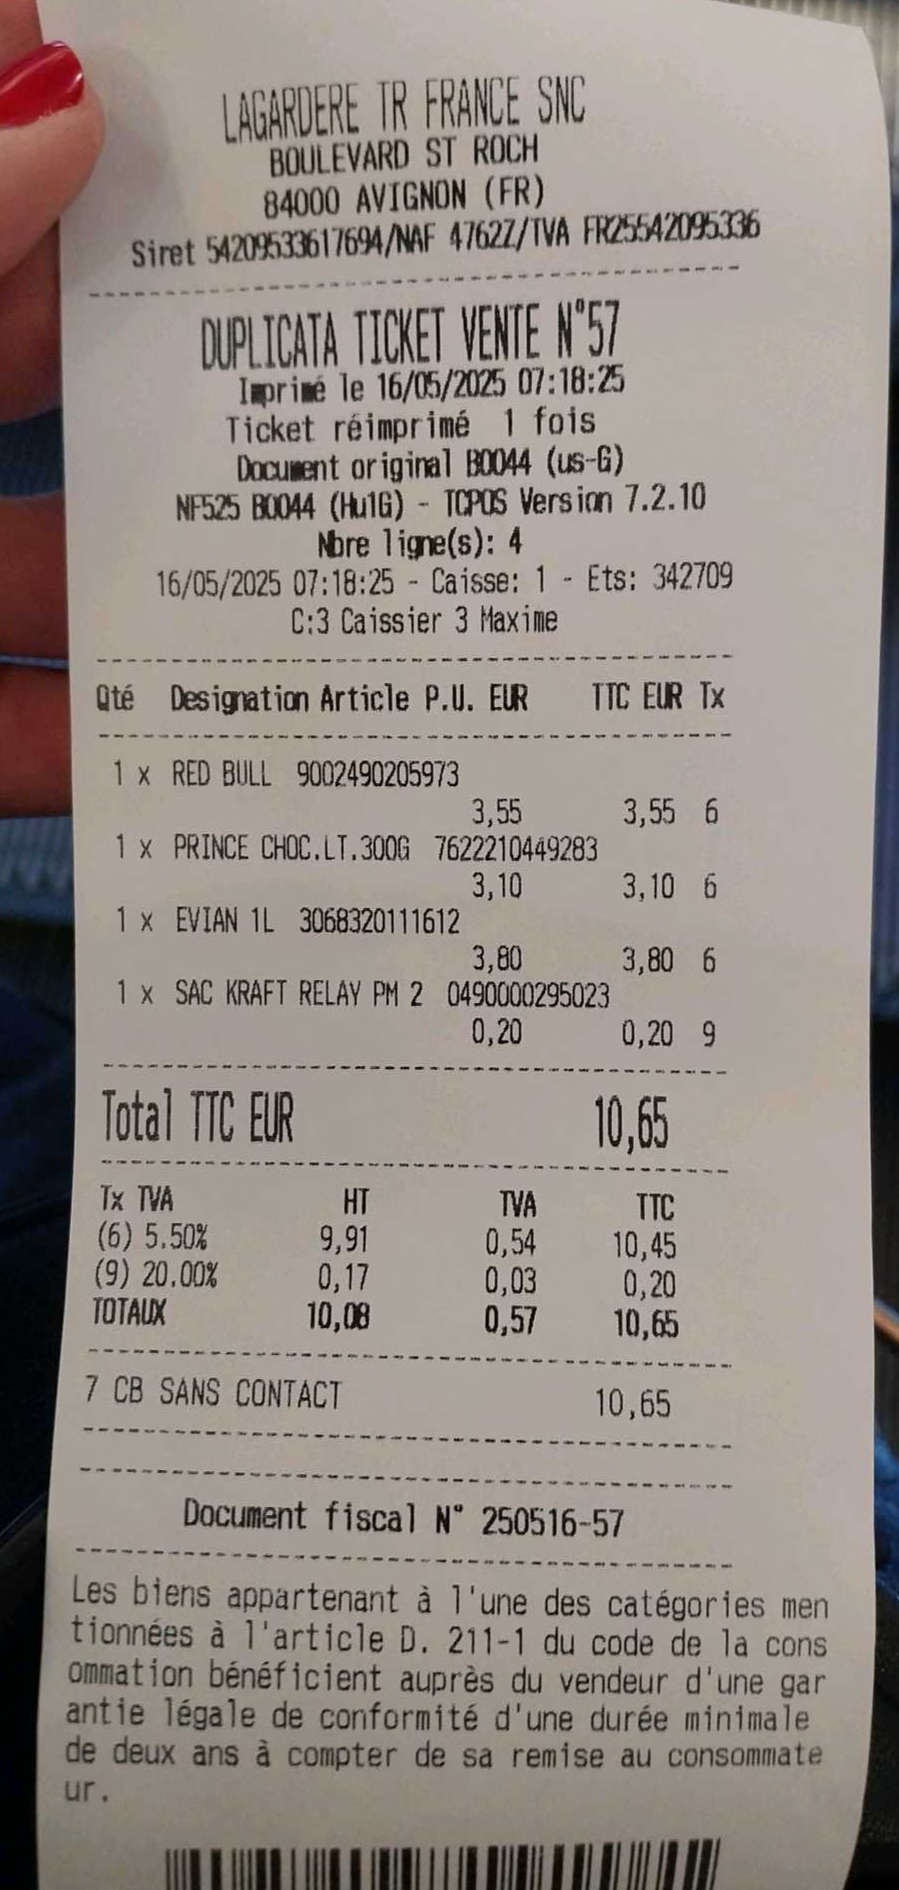 LAGARDERE TR FRANCE SNC
BOULEVARD ST ROCH
84000 AVIGNON (FR)
Siret 54209533617694/NAF 4762Z/TVA FR25542095336
DUPLICATA TICKET VENTE N°57
Imprimé le 16/05/2025 07:18:25
Ticket réimprimé 1 fois
Document original B0044 (us-G)
NF525 B0044 (Hu1G) - TCPOS Version 7.2.10
Nbre ligne(s): 4
16/05/2025 07:18:25 - Caisse: 1 - Ets: 342709
C:3 Caissier 3 Maxime
Qté Designation Article P.U. EUR TTC EUR Tx
1 x RED BULL 9002490205973
3,55 3,55 6
1 x PRINCE CHOC.LT.300G 7622210449283
3,10 3,10 6
1 x EVIAN 1L 3068320111612
3,80 3,80 6
1 x SAC KRAFT RELAY PM 2 0490000295023
0,20 0,20 9
Total TTC EUR 10,65
Tx TVA HT TVA TTC
(6) 5.50% 9,91 0,54 10,45
(9) 20.00% 0,17 0,03 0,20
TOTAUX 10,08 0,57 10,65
7 CB SANS CONTACT 10,65
Document fiscal N° 250516-57
Les biens appartenant à l'une des catégories men
tionnées à l'article D. 211-1 du code de la cons
ommation bénéficient auprès du vendeur d'une gar
antie légale de conformité d'une durée minimale
de deux ans à compter de sa remise au consommate
ur.